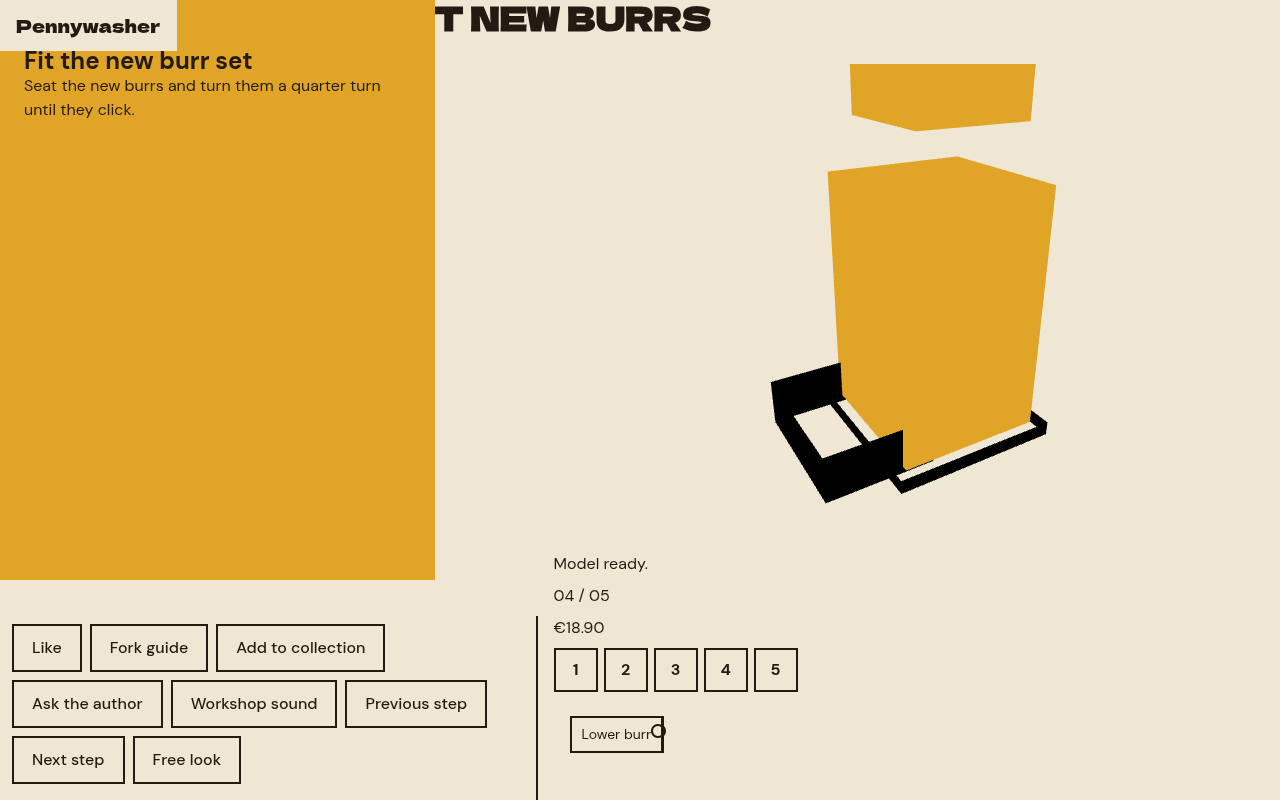 Pennywasher
T NEW BURRS
Fit the new burr set
Seat the new burrs and turn them a quarter turn
until they click.
Model ready.
04 / 05
€18.90
Like
Fork guide
Add to collection
1
2
3
4
5
Ask the author
Workshop sound
Previous step
Lower burr
Next step
Free look